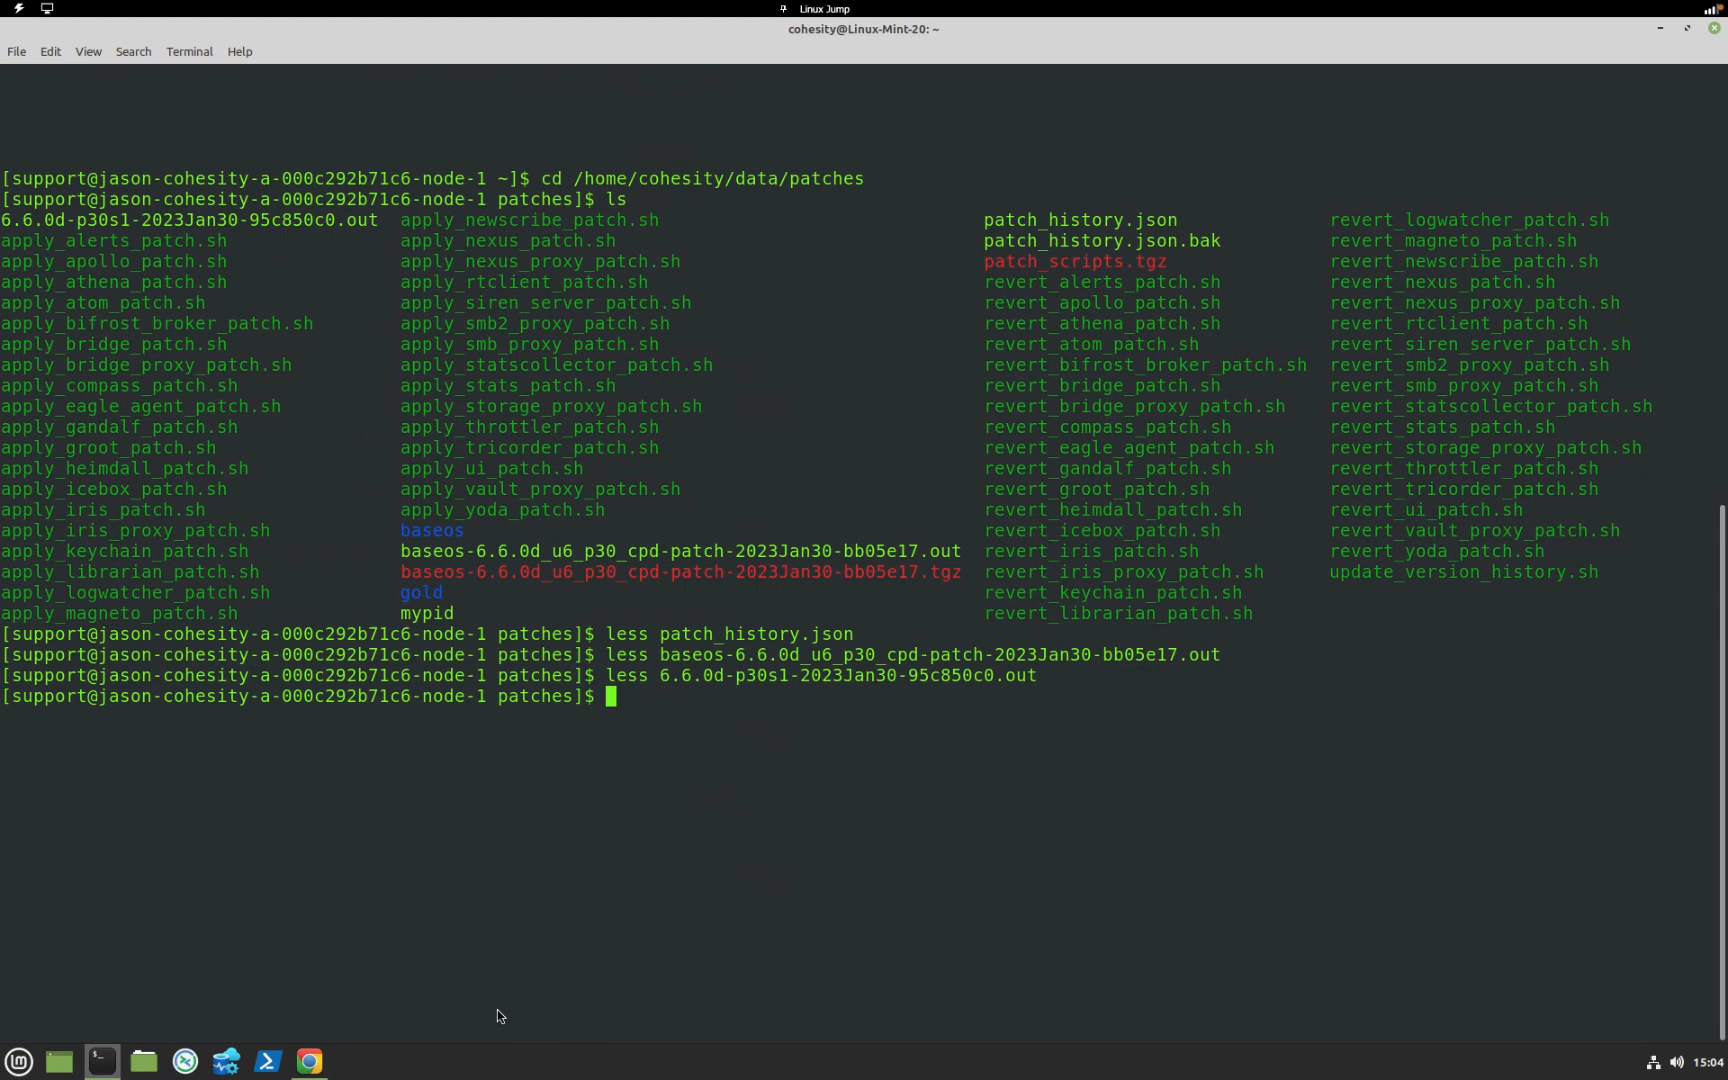 Linux Jump
cohesity@Linux-Mint-20: ~
File Edit View Search Terminal Help
[support@jason-cohesity-a-000c292b71c6-node-1 ~]$ cd /home/cohesity/data/patches
[support@jason-cohesity-a-000c292b71c6-node-1 patches]$ ls
6.6.0d-p30s1-2023Jan30-95c850c0.out apply_newscribe_patch.sh patch_history.json revert_logwatcher_patch.sh
apply_alerts_patch.sh apply_nexus_patch.sh patch_history.json.bak revert_magneto_patch.sh
apply_apollo_patch.sh apply_nexus_proxy_patch.sh patch_scripts.tgz revert_newscribe_patch.sh
apply_athena_patch.sh apply_rtclient_patch.sh revert_alerts_patch.sh revert_nexus_patch.sh
apply_atom_patch.sh apply_siren_server_patch.sh revert_apollo_patch.sh revert_nexus_proxy_patch.sh
apply_bifrost_broker_patch.sh apply_smb2_proxy_patch.sh revert_athena_patch.sh revert_rtclient_patch.sh
apply_bridge_patch.sh apply_smb_proxy_patch.sh revert_atom_patch.sh revert_siren_server_patch.sh
apply_bridge_proxy_patch.sh apply_statscollector_patch.sh revert_bifrost_broker_patch.sh revert_smb2_proxy_patch.sh
apply_compass_patch.sh apply_stats_patch.sh revert_bridge_patch.sh revert_smb_proxy_patch.sh
apply_eagle_agent_patch.sh apply_storage_proxy_patch.sh revert_bridge_proxy_patch.sh revert_statscollector_patch.sh
apply_gandalf_patch.sh apply_throttler_patch.sh revert_compass_patch.sh revert_stats_patch.sh
apply_groot_patch.sh apply_tricorder_patch.sh revert_eagle_agent_patch.sh revert_storage_proxy_patch.sh
apply_heimdall_patch.sh apply_ui_patch.sh revert_gandalf_patch.sh revert_throttler_patch.sh
apply_icebox_patch.sh apply_vault_proxy_patch.sh revert_groot_patch.sh revert_tricorder_patch.sh
apply_iris_patch.sh apply_yoda_patch.sh revert_heimdall_patch.sh revert_ui_patch.sh
apply_iris_proxy_patch.sh baseos revert_icebox_patch.sh revert_vault_proxy_patch.sh
apply_keychain_patch.sh baseos-6.6.0d_u6_p30_cpd-patch-2023Jan30-bb05e17.out revert_iris_patch.sh revert_yoda_patch.sh
apply_librarian_patch.sh baseos-6.6.0d_u6_p30_cpd-patch-2023Jan30-bb05e17.tgz revert_iris_proxy_patch.sh update_version_history.sh
apply_logwatcher_patch.sh gold revert_keychain_patch.sh
apply_magneto_patch.sh mypid revert_librarian_patch.sh
[support@jason-cohesity-a-000c292b71c6-node-1 patches]$ less patch_history.json
[support@jason-cohesity-a-000c292b71c6-node-1 patches]$ less baseos-6.6.0d_u6_p30_cpd-patch-2023Jan30-bb05e17.out
[support@jason-cohesity-a-000c292b71c6-node-1 patches]$ less 6.6.0d-p30s1-2023Jan30-95c850c0.out
[support@jason-cohesity-a-000c292b71c6-node-1 patches]$
15:04